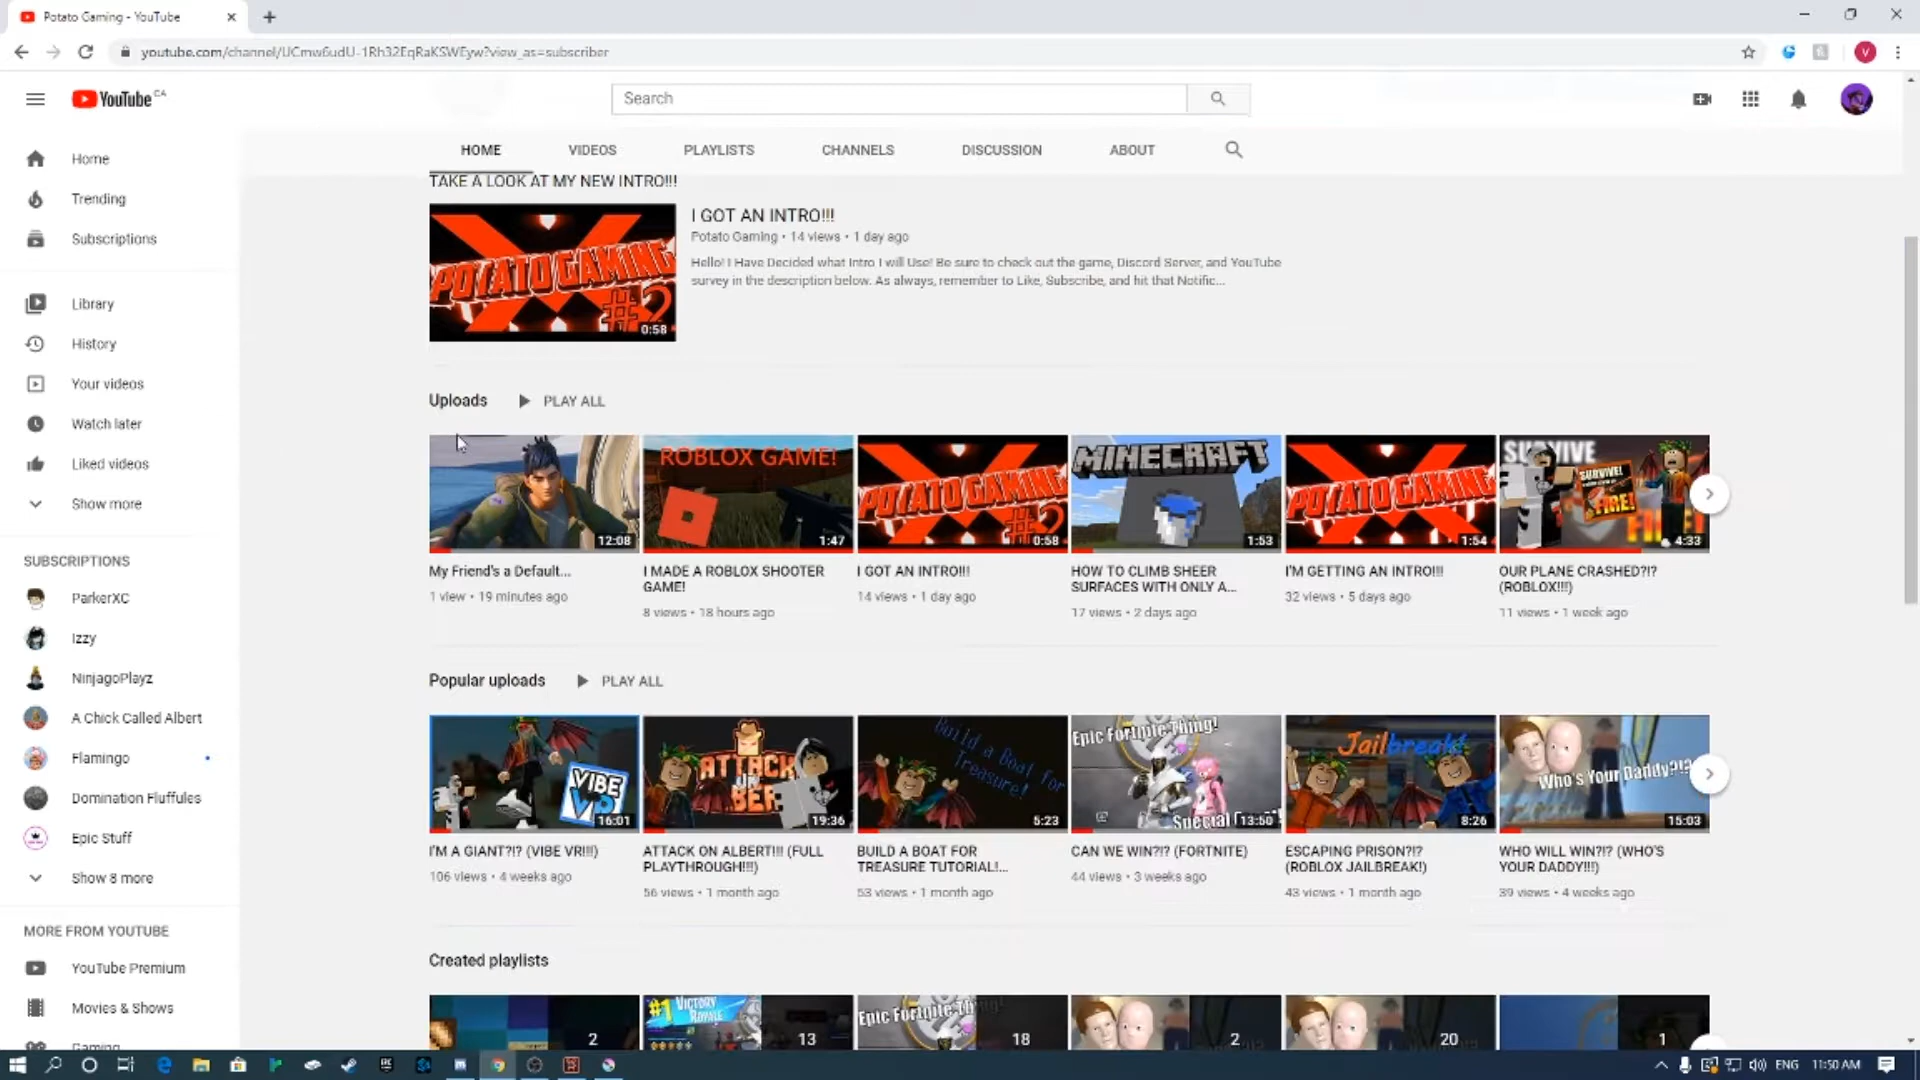 Potato Gaming - YouTube
youtube.com/channel/UCmw6udU-1Rh32EqRaKSWEyw?view_as=subscriber
V
YouTube CA
Search
Home
Trending
Subscriptions
Library
History
Your videos
Watch later
Liked videos
Show more
SUBSCRIPTIONS
ParkerXC
Izzy
NinjagoPlayz
A Chick Called Albert
Flamingo
Domination Fluffules
Epic Stuff
Show 8 more
MORE FROM YOUTUBE
YouTube Premium
Movies & Shows
Gaming
HOME VIDEOS PLAYLISTS CHANNELS DISCUSSION ABOUT
TAKE A LOOK AT MY NEW INTRO!!!
POTATO GAMING
#2
0:58
I GOT AN INTRO!!!
Potato Gaming • 14 views • 1 day ago
Hello! I Have Decided what Intro I will Use! Be sure to check out the game, Discord Server, and YouTube
survey in the description below. As always, remember to Like, Subscribe, and hit that Notific...
Uploads PLAY ALL
12:08
My Friend's a Default...
1 view • 19 minutes ago
ROBLOX GAME!
1:47
I MADE A ROBLOX SHOOTER
GAME!
8 views • 18 hours ago
POTATO GAMING
#2
0:58
I GOT AN INTRO!!!
14 views • 1 day ago
MINECRAFT
1:53
HOW TO CLIMB SHEER
SURFACES WITH ONLY A...
17 views • 2 days ago
POTATO GAMING
1:54
I'M GETTING AN INTRO!!!
32 views • 5 days ago
SURVIVE
SURVIVE!
FIRE!
4:33
OUR PLANE CRASHED?!?
(ROBLOX!!!)
11 views • 1 week ago
Popular uploads PLAY ALL
VIBE
VR
16:01
I'M A GIANT?!? (VIBE VR!!!)
106 views • 4 weeks ago
ATTACK
19:36
ATTACK ON ALBERT!!! (FULL
PLAYTHROUGH!!!)
56 views • 1 month ago
Build a Boat for
Treasure!
5:23
BUILD A BOAT FOR
TREASURE TUTORIAL!...
53 views • 1 month ago
Epic Fortnite Thing!
Special
13:50
CAN WE WIN?!? (FORTNITE)
44 views • 3 weeks ago
Jailbreak!
8:26
ESCAPING PRISON?!?
(ROBLOX JAILBREAK!)
43 views • 1 month ago
Who's Your Daddy?!?
15:03
WHO WILL WIN?!? (WHO'S
YOUR DADDY!!!)
39 views • 4 weeks ago
Created playlists
2
#1 VICTORY
ROYALE
13
Epic Fortnite Thing!
18
2
20
1
ENG 11:50 AM